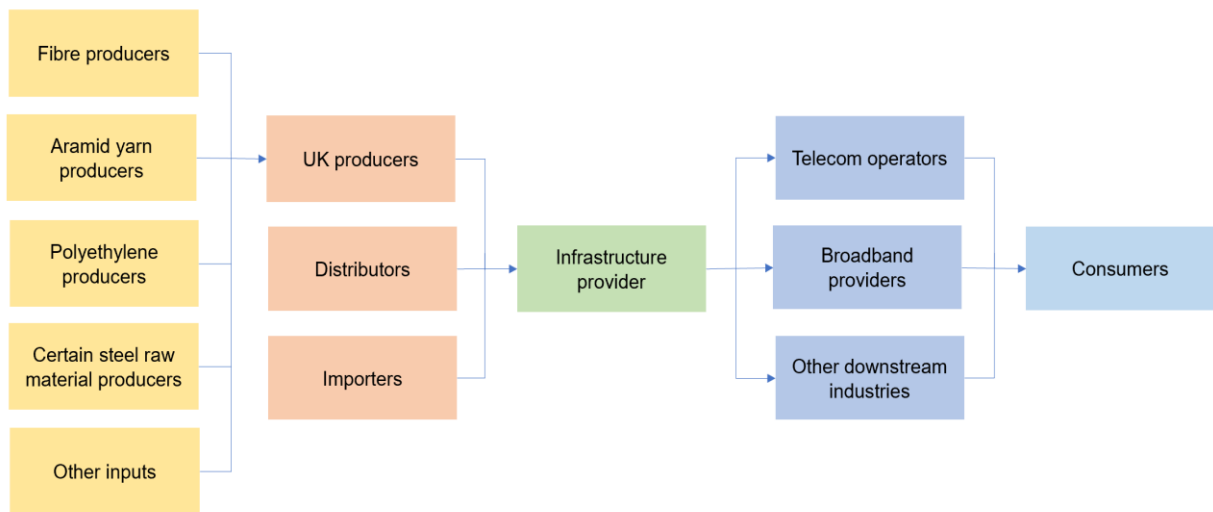 Fibre producers
Aramid yarn
producers
Polyethylene
producers
Certain steel raw
material producers
Other inputs
UK producers
Distributors
Importers
Infrastructure
provider
Telecom operators
Broadband
providers
Other downstream
industries
Consumers